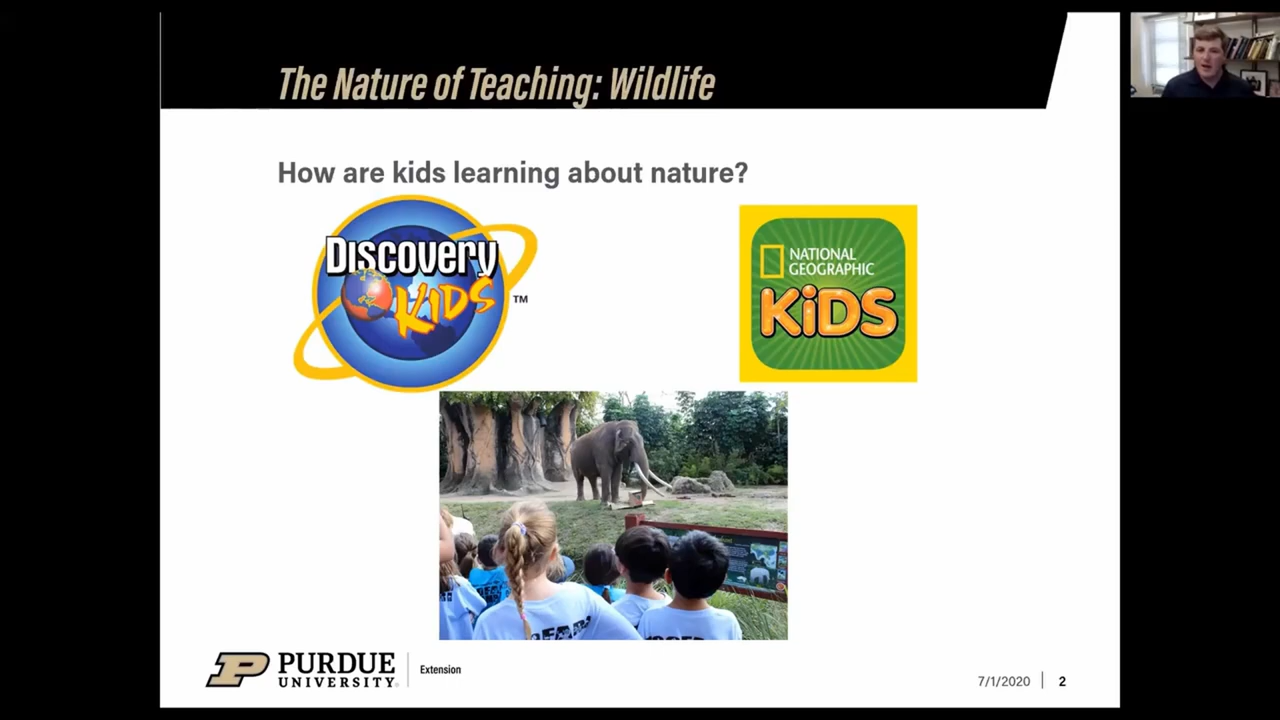 The Nature of Teaching: Wildlife
How are kids learning about nature?
Discovery
KIDS
TM
NATIONAL
GEOGRAPHIC
KiDS
P
PURDUE
UNIVERSITY
Extension
7/1/2020
2